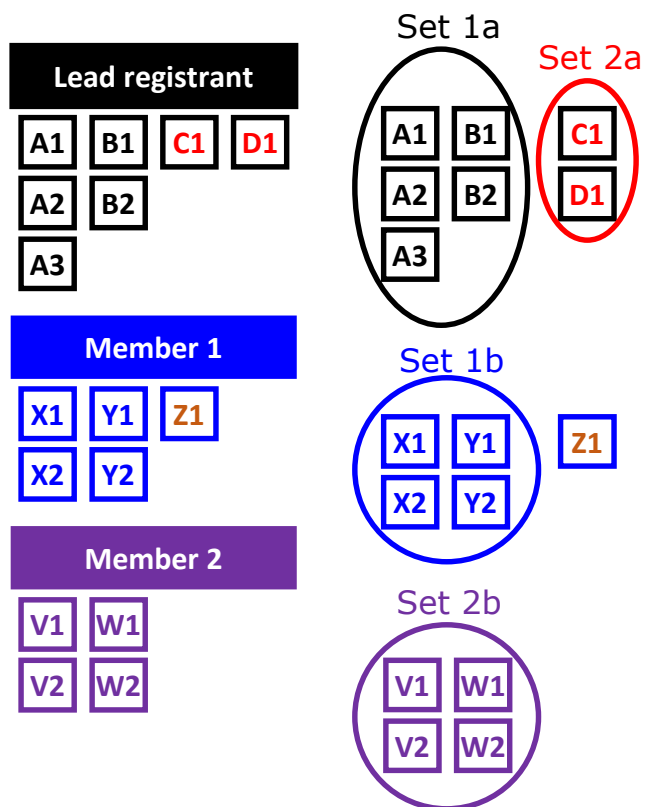 Set 1a
Set 2a
Lead registrant
A1 B1 C1 D1
A2 B2
A3
A1 B1
A2 B2
A3
C1
D1
Member 1
X1 Y1 Z1
X2 Y2
Set 1b
X1 Y1 Z1
X2 Y2
Member 2
V1 W1
V2 W2
Set 2b
V1 W1
V2 W2